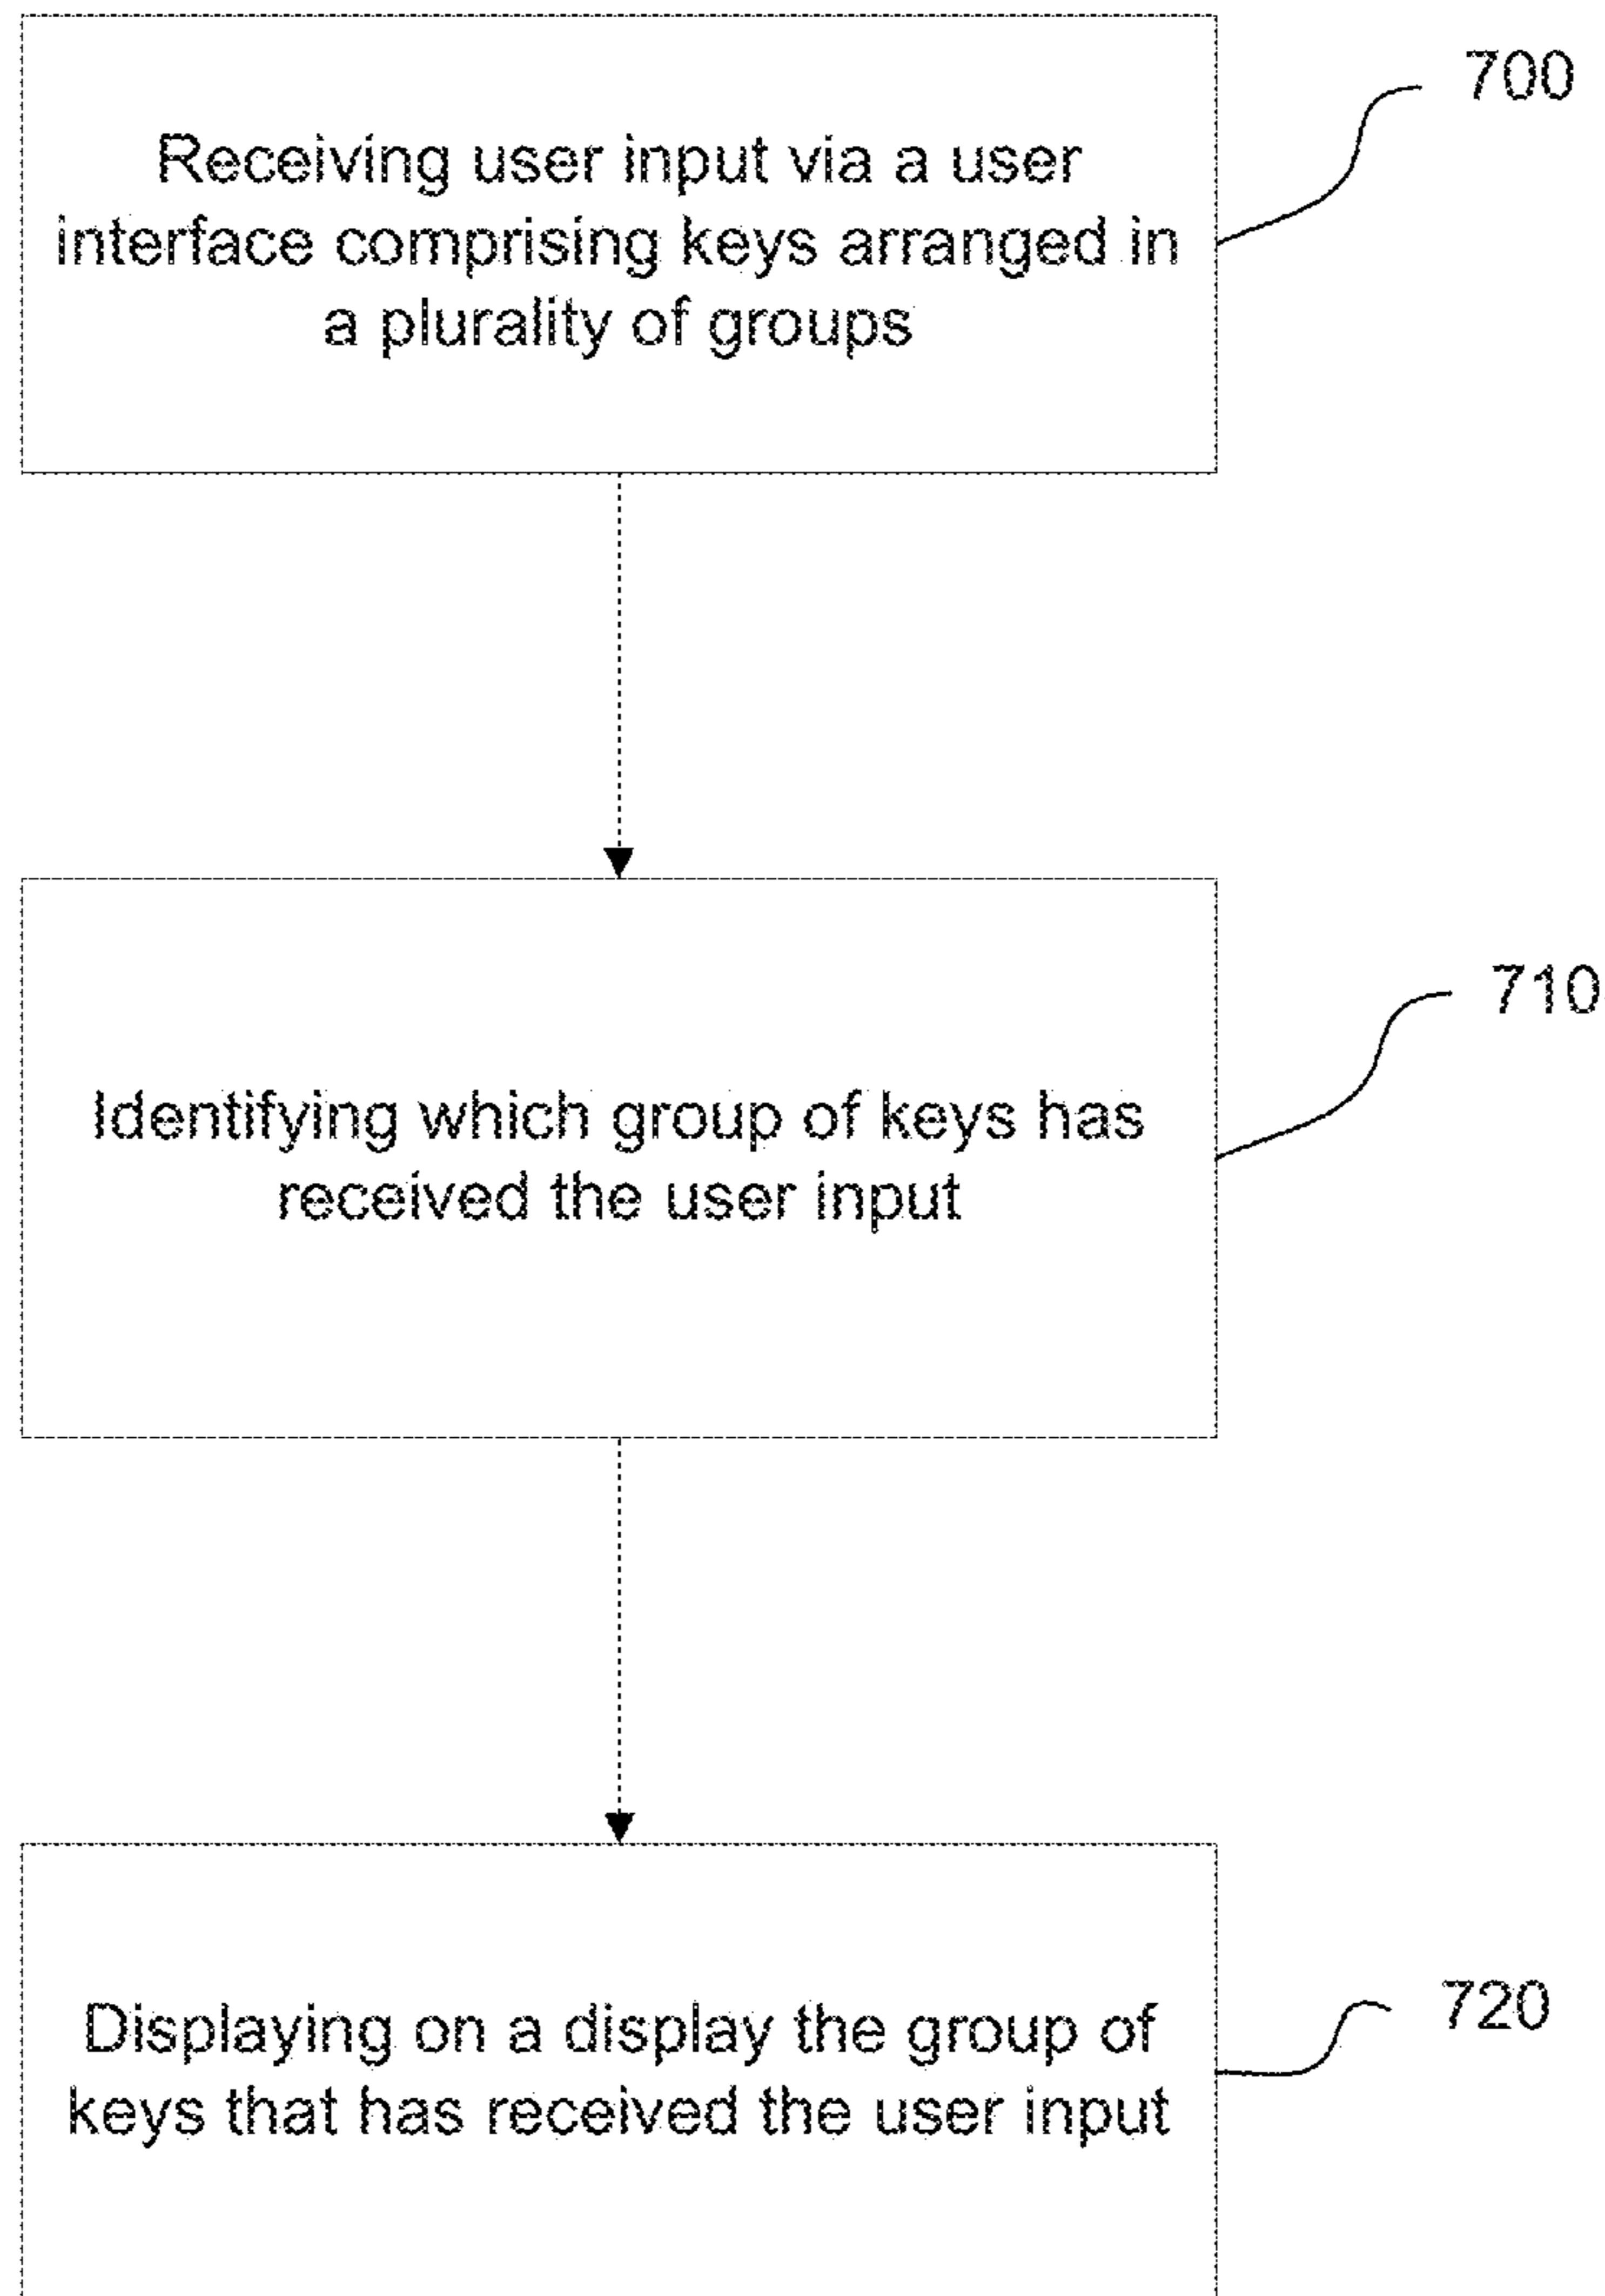 700
Receiving user input via a user
interface comprising keys arranged in
a plurality of groups
710
Identifying which group of keys has
received the user input
720
Displaying on a display the group of
keys that has received the user input